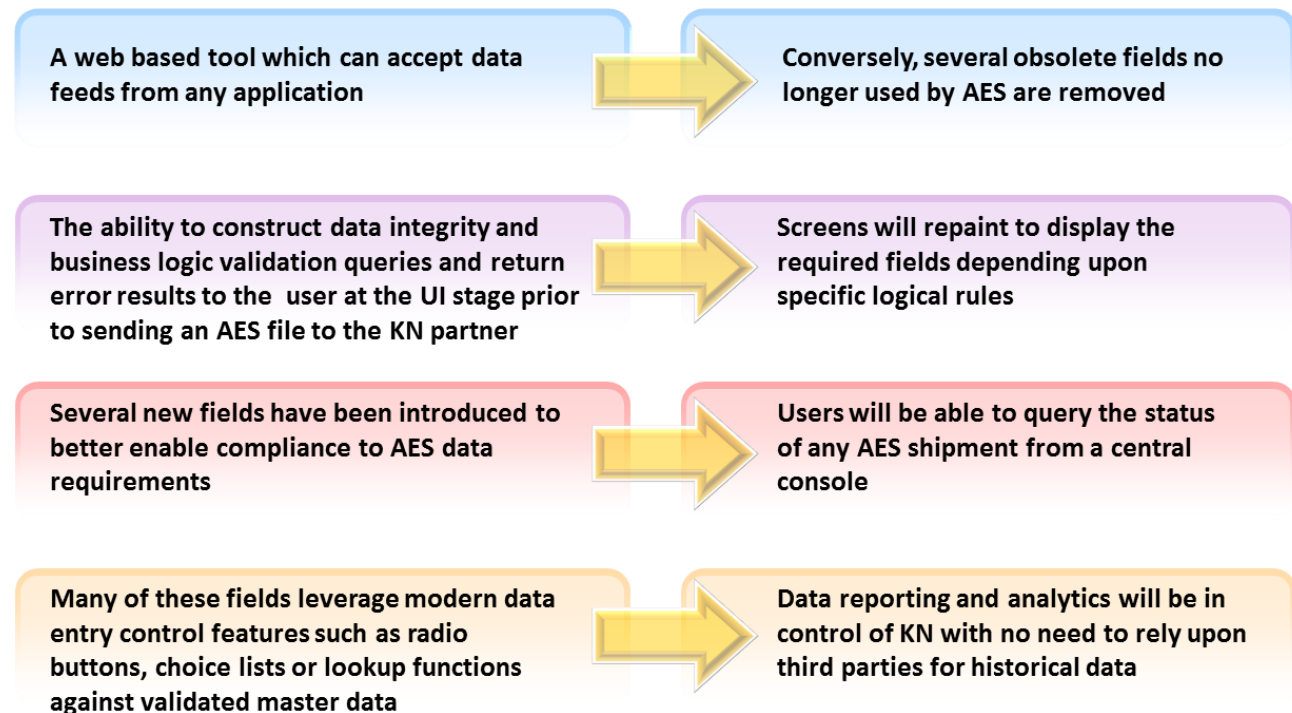 A web based tool which can accept data
feeds from any application
Conversely, several obsolete fields no
longer used by AES are removed
The ability to construct data integrity and
business logic validation queries and return
error results to the user at the UI stage prior
to sending an AES file to the KN partner
Screens will repaint to display the
required fields depending upon
specific logical rules
Several new fields have been introduced to
better enable compliance to AES data
requirements
Users will be able to query the status
of any AES shipment from a central
console
Many of these fields leverage modern data
entry control features such as radio
buttons, choice lists or lookup functions
against validated master data
Data reporting and analytics will be in
control of KN with no need to rely upon
third parties for historical data